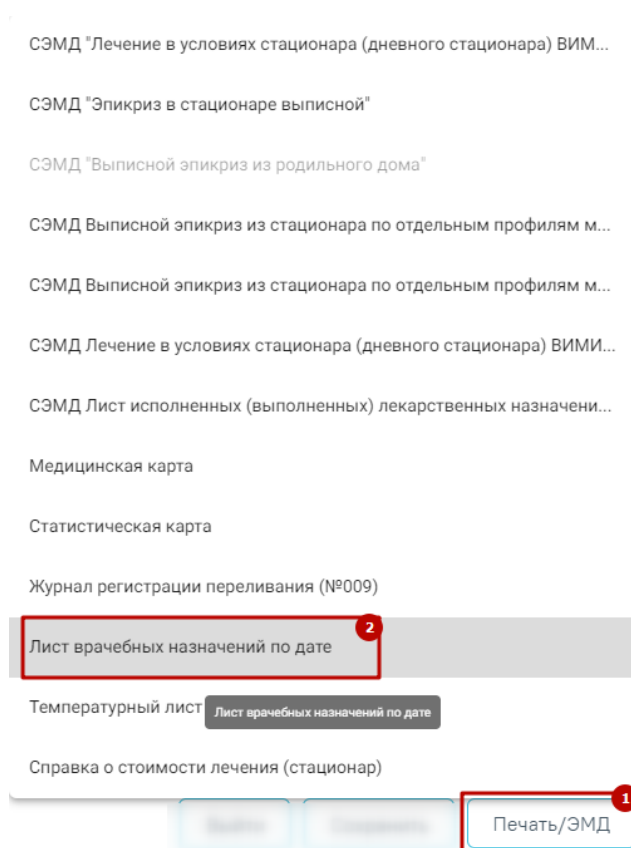 СЭМД "Лечение в условиях стационара (дневного стационара) ВИМ...
СЭМД "Эпикриз в стационаре выписной"
СЭМД "Выписной эпикриз из родильного дома"
СЭМД Выписной эпикриз из стационара по отдельным профилям м...
СЭМД Выписной эпикриз из стационара по отдельным профилям м...
СЭМД Лечение в условиях стационара (дневного стационара) ВИМИ...
СЭМД Лист исполненных (выполненных) лекарственных назначени...
Медицинская карта
Статистическая карта
Журнал регистрации переливания (№009)
2
Лист врачебных назначений по дате
Температурный лист
Лист врачебных назначений по дате
Справка о стоимости лечения (стационар)
1
Печать/ЭМД